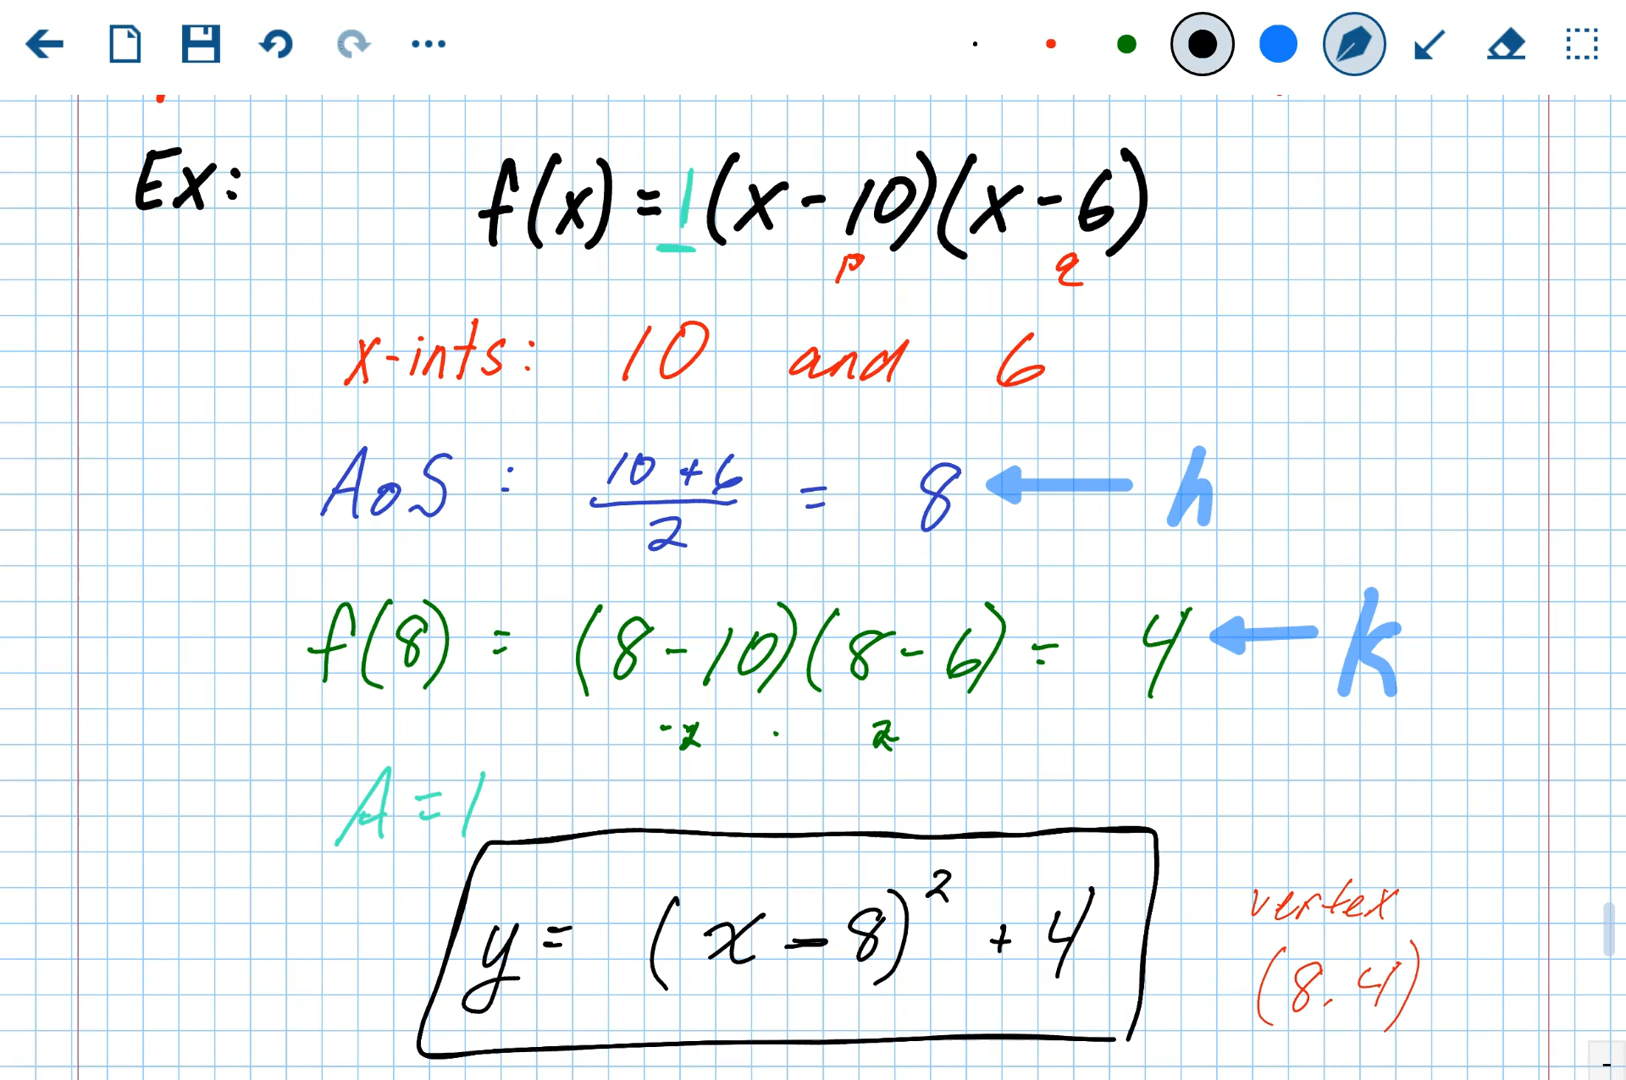 Ex: f(x) = 1(x - 10)(x - 6)
p q
x-ints: 10 and 6
AoS : 10 + 6 / 2 = 8 ← h
f(8) = (8 - 10)(8 - 6) = 4 ← k
-2 · 2
A = 1
y = (x - 8)² + 4
vertex
(8, 4)